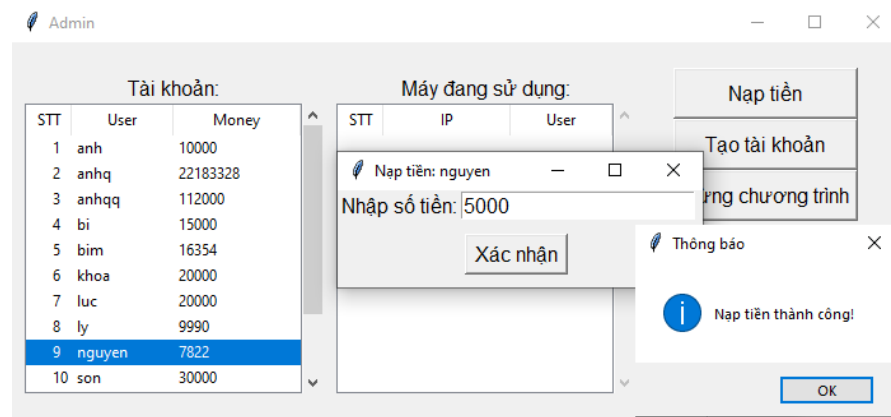 Admin
Tài khoản:
STT User Money
1 anh 10000
2 anhq 22183328
3 anhqq 112000
4 bi 15000
5 bim 16354
6 khoa 20000
7 luc 20000
8 ly 9990
9 nguyen 7822
10 son 30000
Máy đang sử dụng:
STT IP User
Nạp tiền
Tạo tài khoản
chương trình
Nạp tiền: nguyen
Nhập số tiền: 5000
Xác nhận
Thông báo
Nạp tiền thành công!
OK